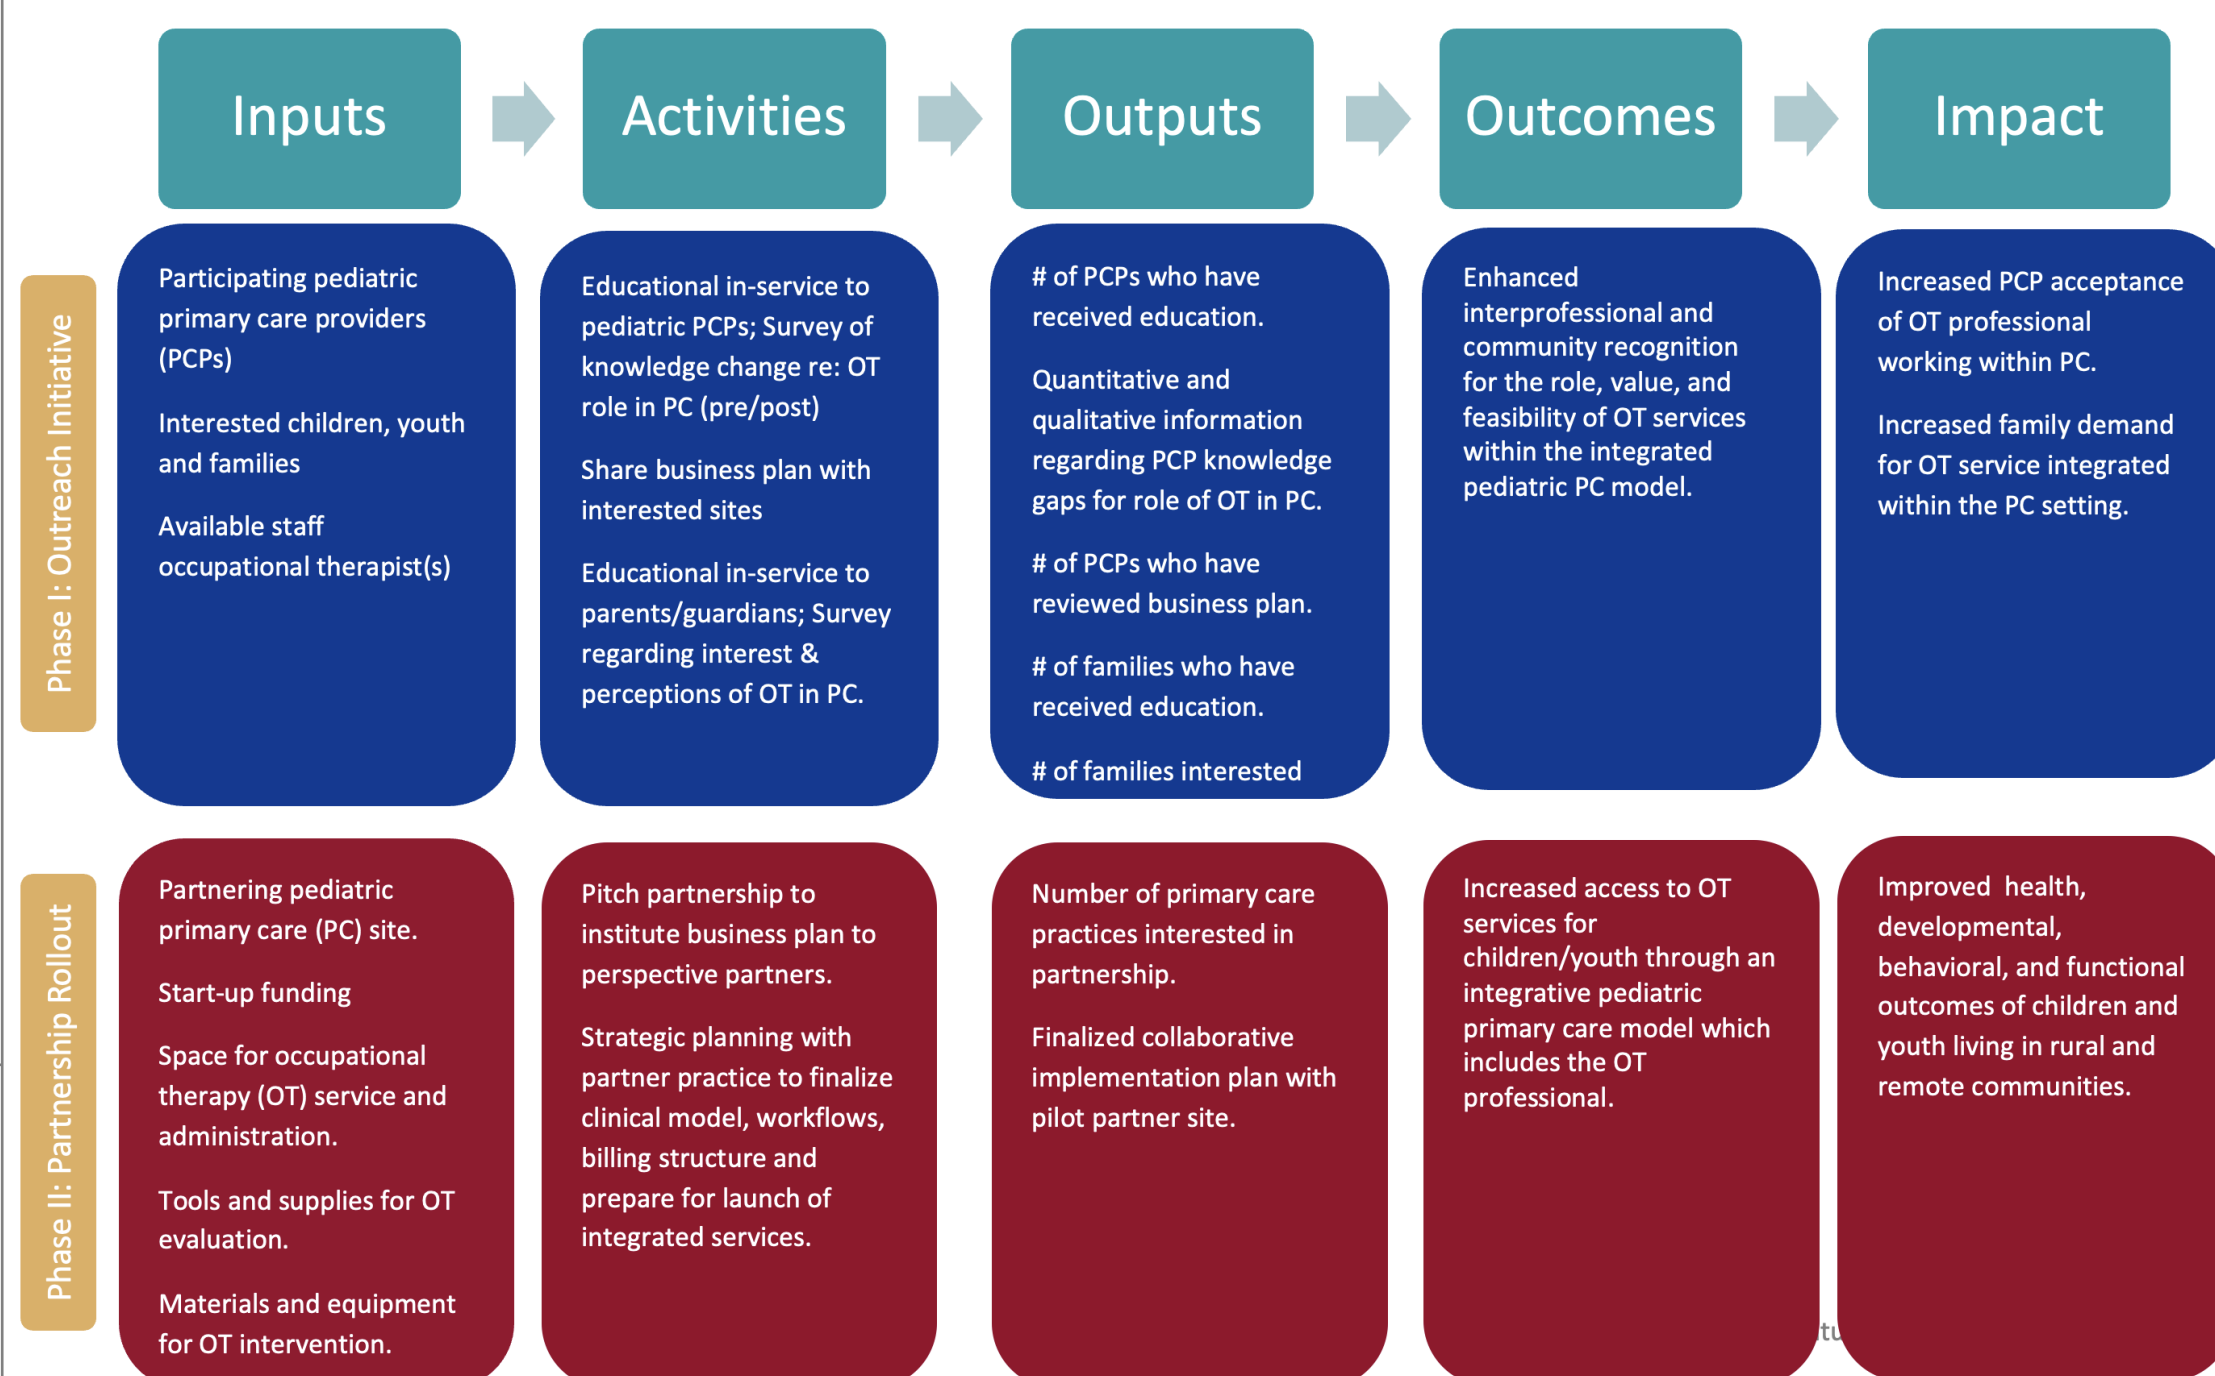 Inputs
Activities
Outputs
Outcomes
Impact
Phase I: Outreach Initiative
Participating pediatric
primary care providers
(PCPs)
Interested children, youth
and families
Available staff
occupational therapist(s)
Educational in-service to
pediatric PCPs; Survey of
knowledge change re: OT
role in PC (pre/post)
Share business plan with
interested sites
Educational in-service to
parents/guardians; Survey
regarding interest &
perceptions of OT in PC.
# of PCPs who have
received education.
Quantitative and
qualitative information
regarding PCP knowledge
gaps for role of OT in PC.
# of PCPs who have
reviewed business plan.
# of families who have
received education.
# of families interested
Enhanced
interprofessional and
community recognition
for the role, value, and
feasibility of OT services
within the integrated
pediatric PC model.
Increased PCP acceptance
of OT professional
working within PC.
Increased family demand
for OT service integrated
within the PC setting.
Phase II: Partnership Rollout
Partnering pediatric
primary care (PC) site.
Start-up funding
Space for occupational
therapy (OT) service and
administration.
Tools and supplies for OT
evaluation.
Materials and equipment
for OT intervention.
Pitch partnership to
institute business plan to
perspective partners.
Strategic planning with
partner practice to finalize
clinical model, workflows,
billing structure and
prepare for launch of
integrated services.
Number of primary care
practices interested in
partnership.
Finalized collaborative
implementation plan with
pilot partner site.
Increased access to OT
services for
children/youth through an
integrative pediatric
primary care model which
includes the OT
professional.
Improved  health,
developmental,
behavioral, and functional
outcomes of children and
youth living in rural and
remote communities.